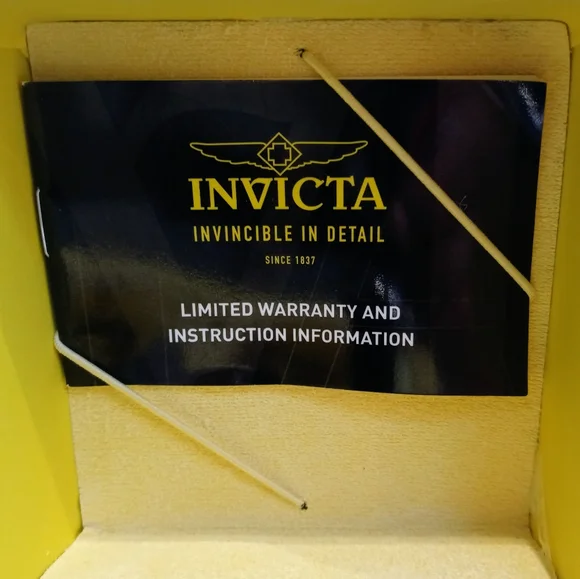 INVICTA
INVINCIBLE IN DETAIL
SINCE 1837
LIMITED WARRANTY AND
INSTRUCTION INFORMATION